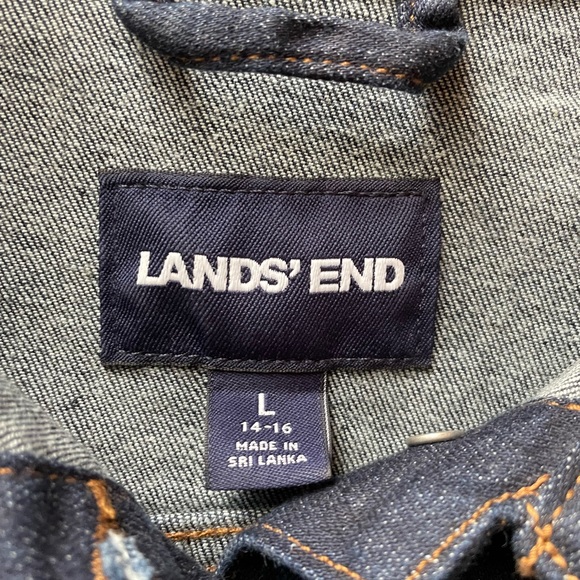 LANDS' END
L
14-16
MADE IN
SRI LANKA